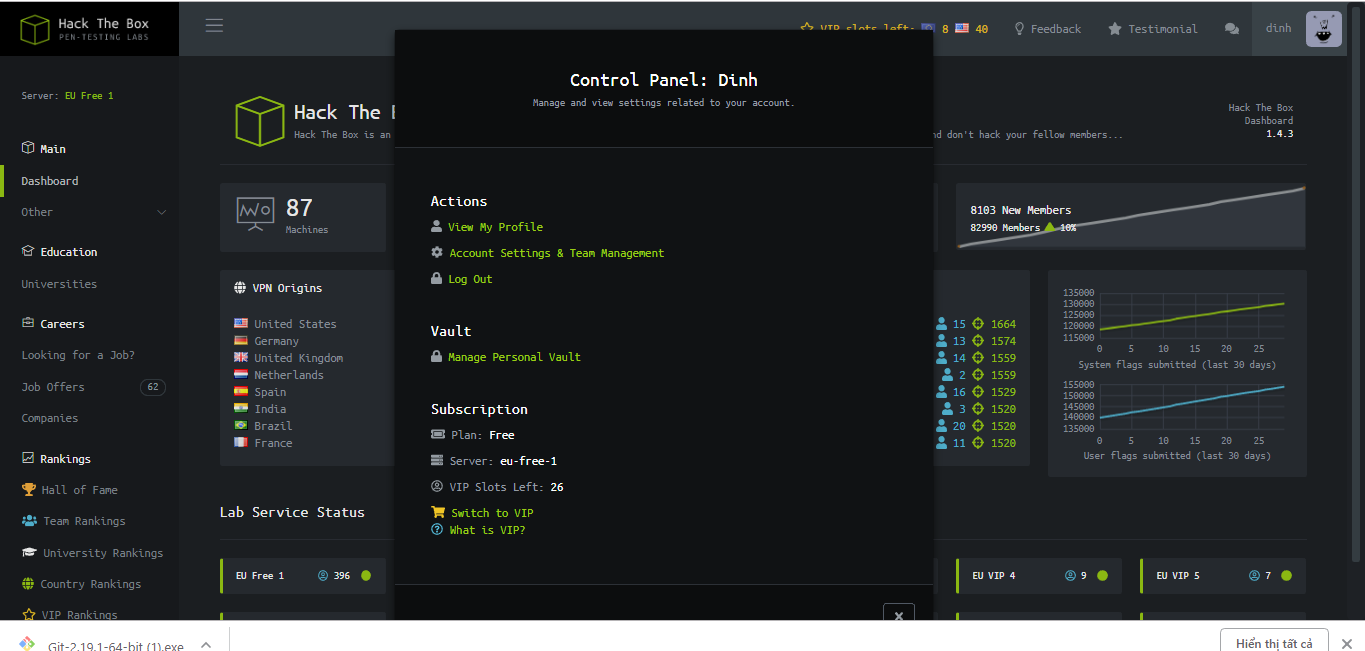 Hack The Box
PEN-TESTING LABS
VIP slots left: 8 40
Feedback
Testimonial
dinh
Server: EU Free 1
Main
Dashboard
Other
Education
Universities
Careers
Looking for a Job?
Job Offers 62
Companies
Rankings
Hall of Fame
Team Rankings
University Rankings
Country Rankings
VIP Rankings
Hack The
Hack The Box is an
nd don't hack your fellow members...
Hack The Box
Dashboard
1.4.3
87
Machines
VPN Origins
United States
Germany
United Kingdom
Netherlands
Spain
India
Brazil
France
Lab Service Status
EU Free 1 396
Control Panel: Dinh
Manage and view settings related to your account.
Actions
View My Profile
Account Settings & Team Management
Log Out
Vault
Manage Personal Vault
Subscription
Plan: Free
Server: eu-free-1
VIP Slots Left: 26
Switch to VIP
What is VIP?
8103 New Members
82990 Members 10%
15 1664
13 1574
14 1559
2 1559
16 1529
3 1520
20 1520
11 1520
135000
130000
125000
120000
115000
0 5 10 15 20 25
System flags submitted (last 30 days)
155000
150000
145000
140000
135000
0 5 10 15 20 25
User flags submitted (last 30 days)
EU VIP 4 9
EU VIP 5 7
Git-2.19.1-64-bit (1).exe
Hiển thị tất cả